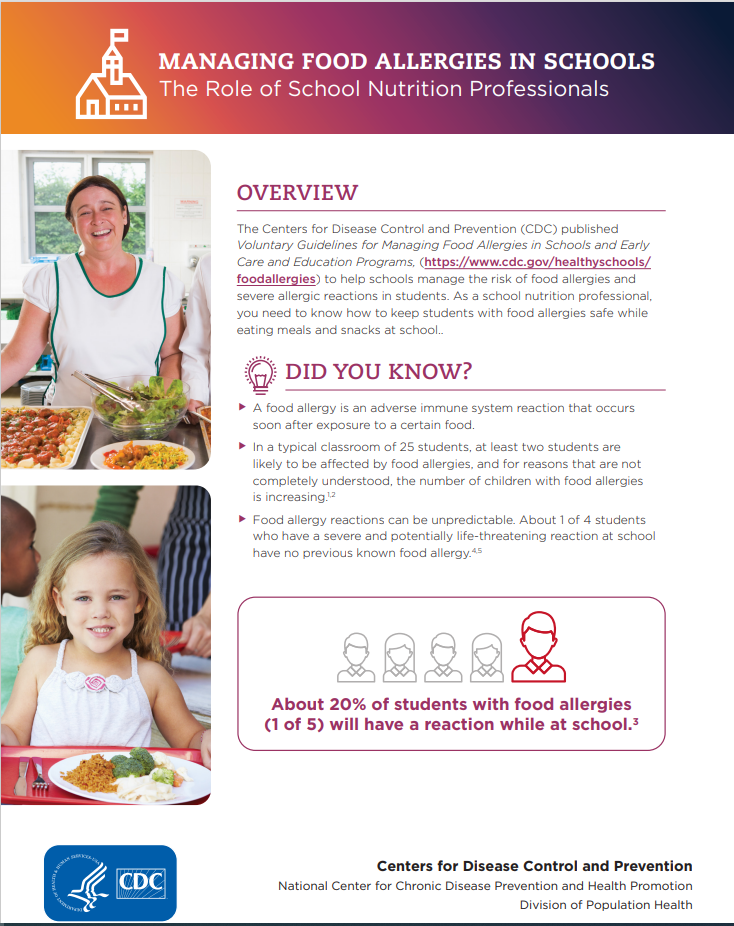 MANAGING FOOD ALLERGIES IN SCHOOLS
The Role of School Nutrition Professionals
OVERVIEW
The Centers for Disease Control and Prevention (CDC) published
Voluntary Guidelines for Managing Food Allergies in Schools and Early
Care and Education Programs, (https://www.cdc.gov/healthyschools/
foodallergies) to help schools manage the risk of food allergies and
severe allergic reactions in students. As a school nutrition professional,
you need to know how to keep students with food allergies safe while
eating meals and snacks at school..
DID YOU KNOW?
A food allergy is an adverse immune system reaction that occurs
soon after exposure to a certain food.
In a typical classroom of 25 students, at least two students are
likely to be affected by food allergies, and for reasons that are not
completely understood, the number of children with food allergies
is increasing.1,2
Food allergy reactions can be unpredictable. About 1 of 4 students
who have a severe and potentially life-threatening reaction at school
have no previous known food allergy.4,5
About 20% of students with food allergies
(1 of 5) will have a reaction while at school.3
DEPARTMENT OF HEALTH & HUMAN SERVICES USA
CDC
Centers for Disease Control and Prevention
National Center for Chronic Disease Prevention and Health Promotion
Division of Population Health